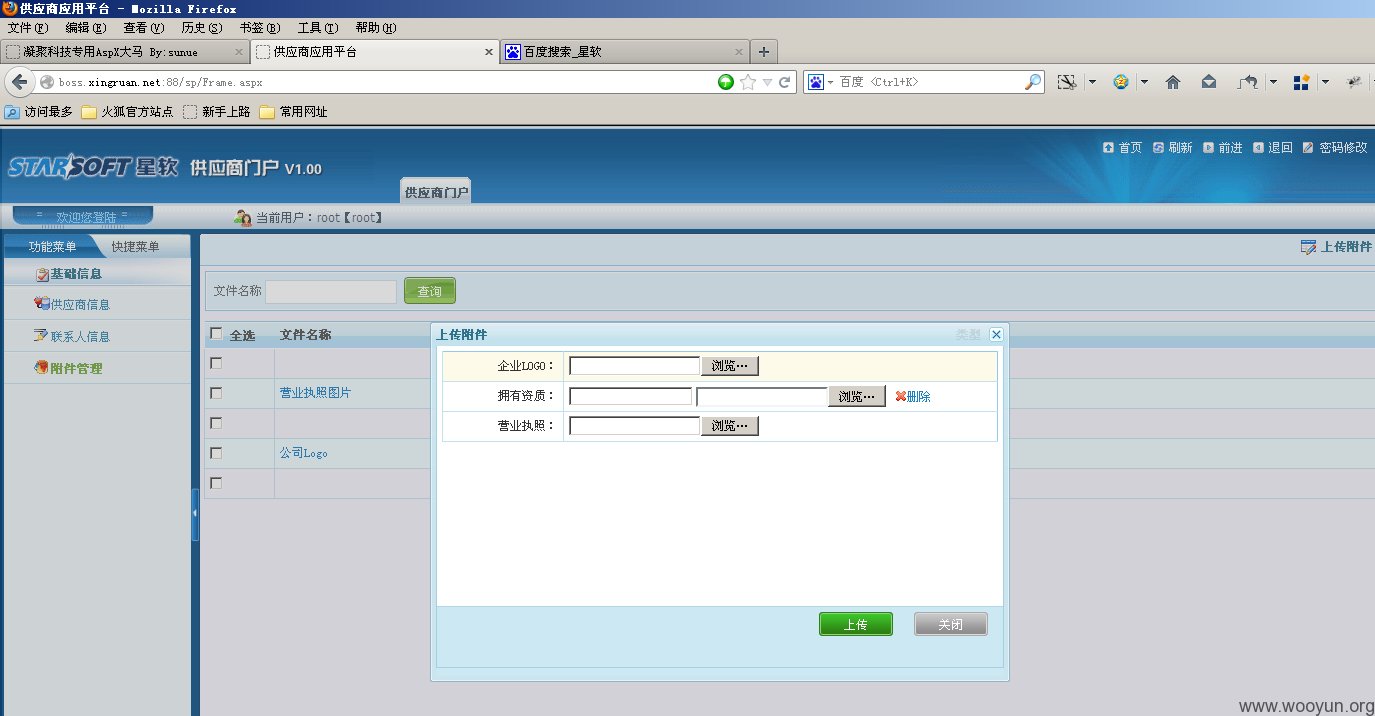 供应商应用平台 - Mozilla Firefox
文件(F) 编辑(E) 查看(V) 历史(S) 书签(B) 工具(T) 帮助(H)
凝聚科技专用AspX大马 By:sunue × 供应商应用平台 × 百度搜索_星软 × +
boss.xingruan.net:88/sp/Frame.aspx 百度 <Ctrl+K>
访问最多 火狐官方站点 新手上路 常用网址
首页 刷新 前进 退回 密码修改
STARSOFT 星软 供应商门户 V1.00
供应商门户
欢迎您登陆 当前用户：root【root】
功能菜单 快捷菜单 上传附件
基础信息
供应商信息
联系人信息
附件管理
文件名称 查询
全选 文件名称
营业执照图片
公司Logo
上传附件 类型
企业LOGO： 浏览…
拥有资质： 浏览… 删除
营业执照： 浏览…
上传 关闭
www.wooyun.org